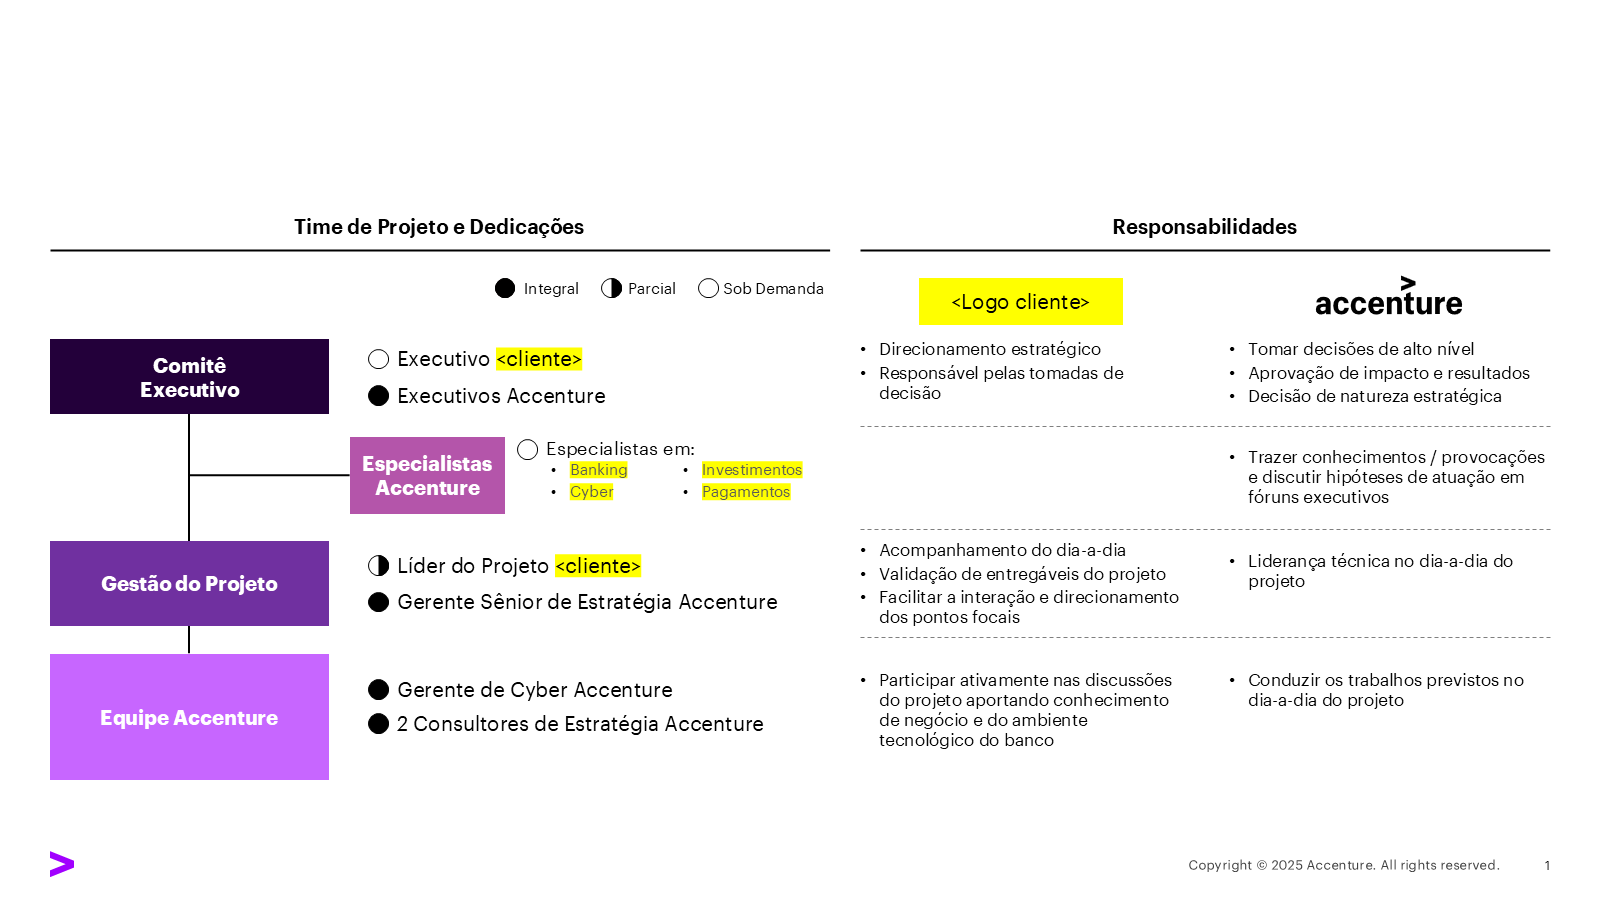 Time de Projeto e Dedicações
Integral
Parcial
Sob Demanda
Comitê
Executivo
Executivo <cliente>
Executivos Accenture
Especialistas
Accenture
Especialistas em:
• Banking
• Investimentos
• Cyber
• Pagamentos
Gestão do Projeto
Líder do Projeto <cliente>
Gerente Sênior de Estratégia Accenture
Equipe Accenture
Gerente de Cyber Accenture
2 Consultores de Estratégia Accenture
Responsabilidades
<Logo cliente>
accenture
• Direcionamento estratégico
• Responsável pelas tomadas de
decisão
• Tomar decisões de alto nível
• Aprovação de impacto e resultados
• Decisão de natureza estratégica
• Trazer conhecimentos / provocações
e discutir hipóteses de atuação em
fóruns executivos
• Acompanhamento do dia-a-dia
• Validação de entregáveis do projeto
• Facilitar a interação e direcionamento
dos pontos focais
• Liderança técnica no dia-a-dia do
projeto
• Participar ativamente nas discussões
do projeto aportando conhecimento
de negócio e do ambiente
tecnológico do banco
• Conduzir os trabalhos previstos no
dia-a-dia do projeto
Copyright © 2025 Accenture. All rights reserved.
1